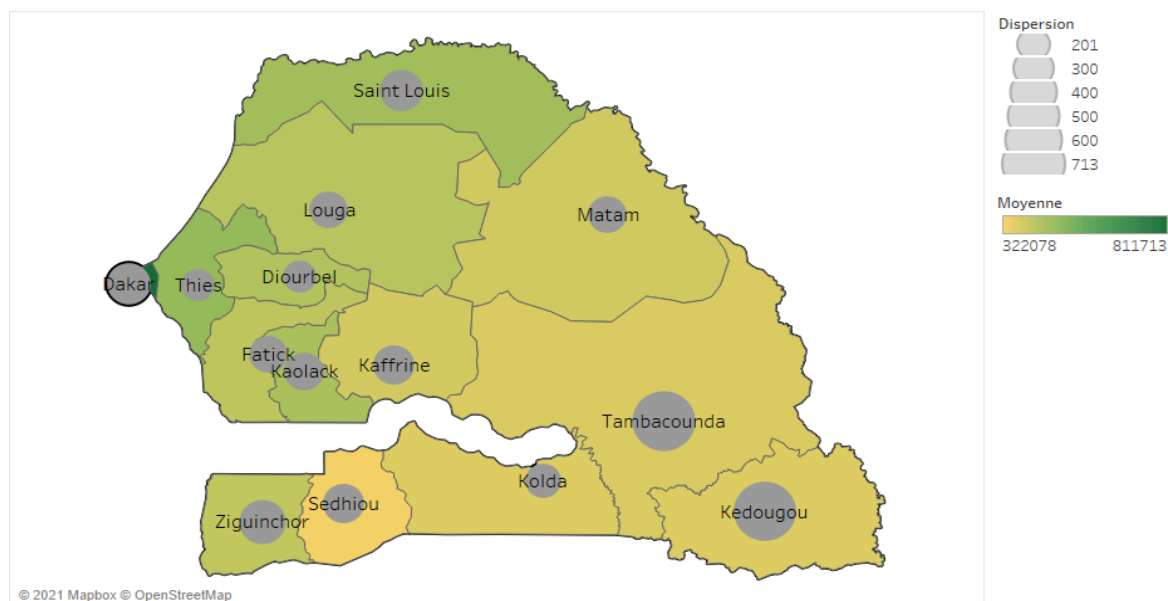 Saint Louis
Louga
Matam
Dakar
Thies
Diourbel
Fatick
Kaolack
Kaffrine
Tambacounda
Kolda
Sedhiou
Ziguinchor
Kedougou
© 2021 Mapbox © OpenStreetMap
Dispersion
201
300
400
500
600
713
Moyenne
322078 811713